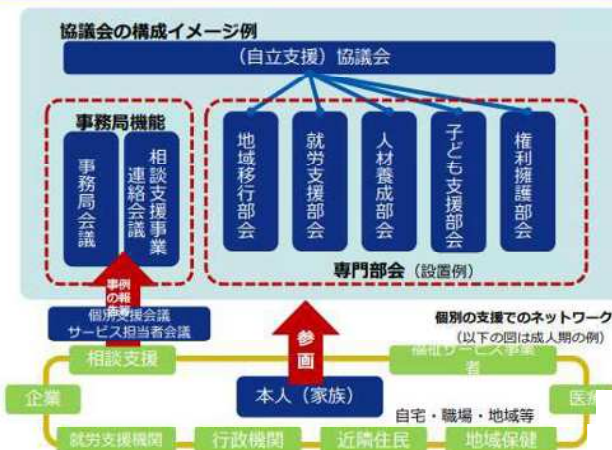 協議会の構成イメージ例
(自立支援)協議会
事務局機能
事務局会議
相談支援事業
連絡会議
地域移行部会
就労支援部会
人材養成部会
子ども支援部会
権利擁護部会
専門部会(設置例)
事例
の報
告等
個別支援会議
サービス担当者会議
参画
個別の支援でのネットワーク
(以下の図は成人期の例)
相談支援
福祉サービス事業
者
企業
本人(家族)
医療
自宅・職場・地域等
就労支援機関
行政機関
近隣住民
地域保健